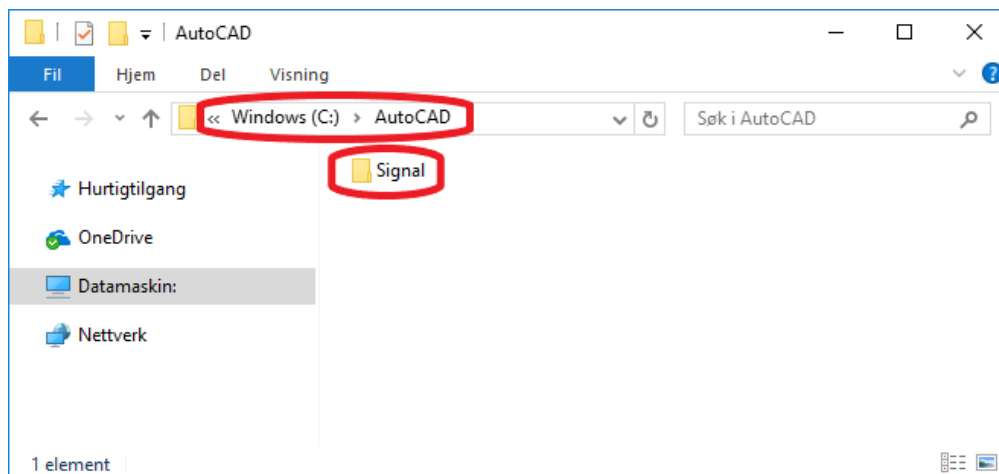 AutoCAD
Fil Hjem Del Visning
« Windows (C:) › AutoCAD Søk i AutoCAD
Signal
Hurtigtilgang
OneDrive
Datamaskin:
Nettverk
1 element